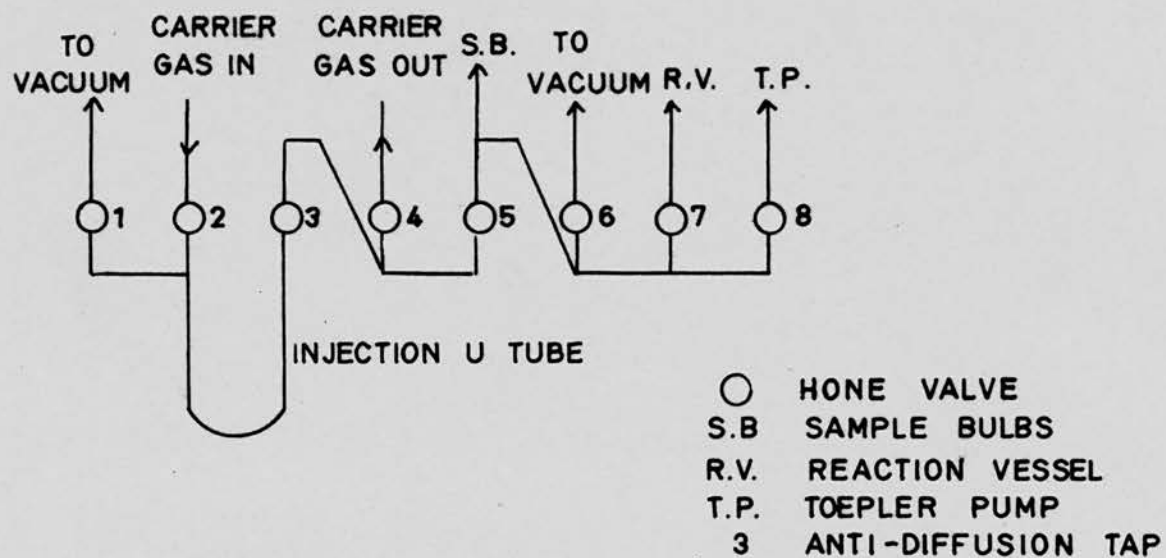 TO VACUUM
CARRIER GAS IN
CARRIER GAS OUT
S.B.
TO VACUUM
R.V.
T.P.
1 2 3 4 5 6 7 8
INJECTION U TUBE
HONE VALVE
S.B SAMPLE BULBS
R.V. REACTION VESSEL
T.P. TOEPLER PUMP
3 ANTI-DIFFUSION TAP